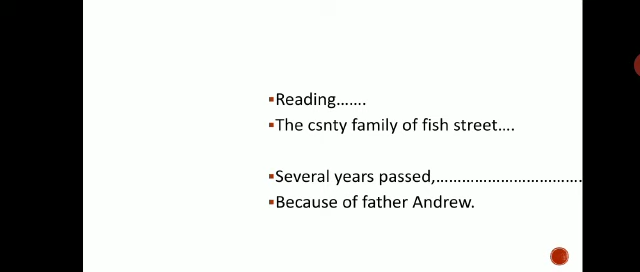 ▪Reading…….
▪The csnty family of fish street….
▪Several years passed,…………………………….
▪Because of father Andrew.